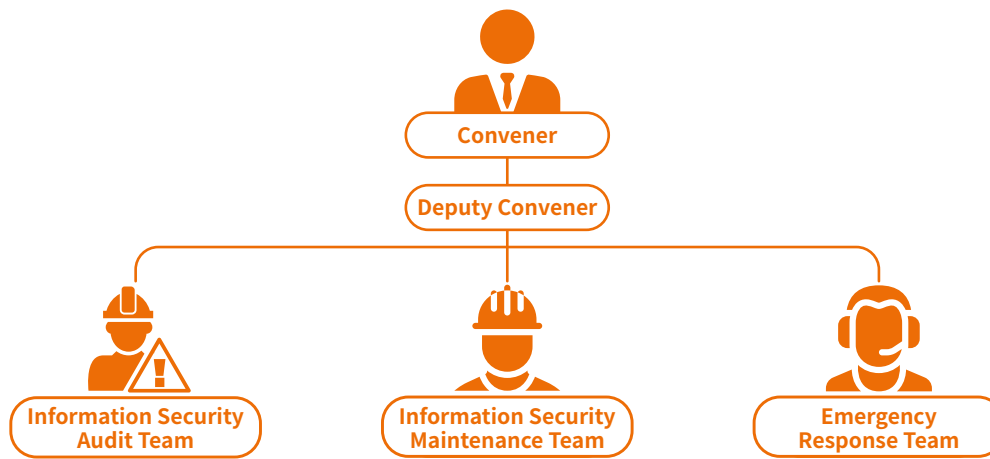 Convener
Deputy Convener
Information Security
Audit Team
Information Security
Maintenance Team
Emergency
Response Team